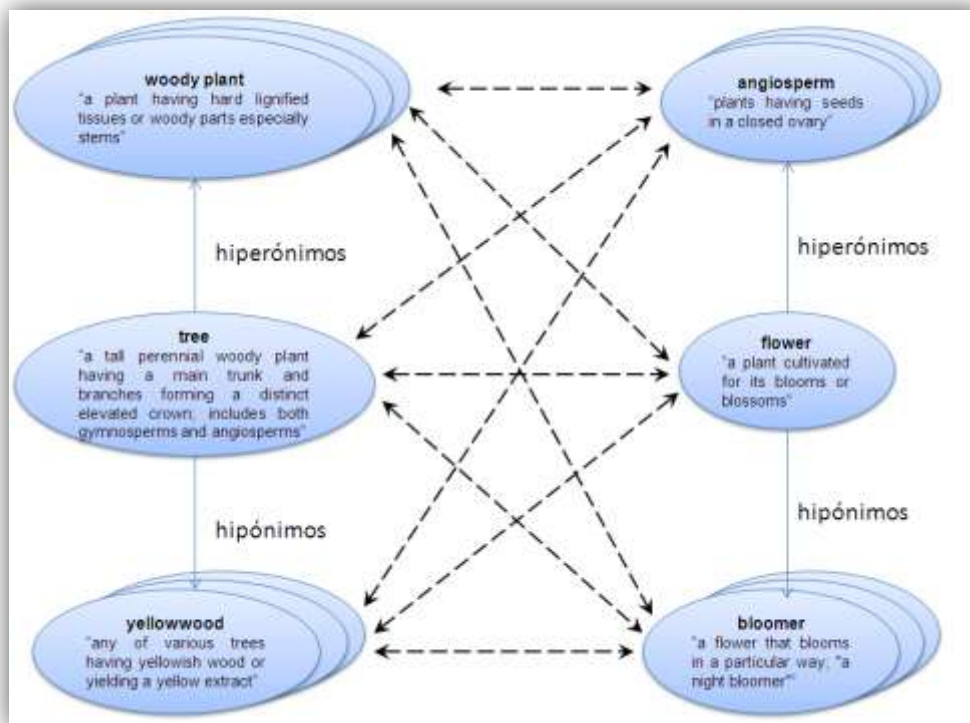 woody plant
"a plant having hard lignified
tissues or woody parts especially
stems"
angiosperm
"plants having seeds
in a closed ovary"
hiperónimos
hiperónimos
tree
"a tall perennial woody plant
having a main trunk and
branches forming a distinct
elevated crown; includes both
gymnosperms and angiosperms"
flower
"a plant cultivated
for its blooms or
blossoms"
hipónimos
hipónimos
yellowwood
"any of various trees
having yellowish wood or
yielding a yellow extract"
bloomer
"a flower that blooms
in a particular way; "a
night bloomer""